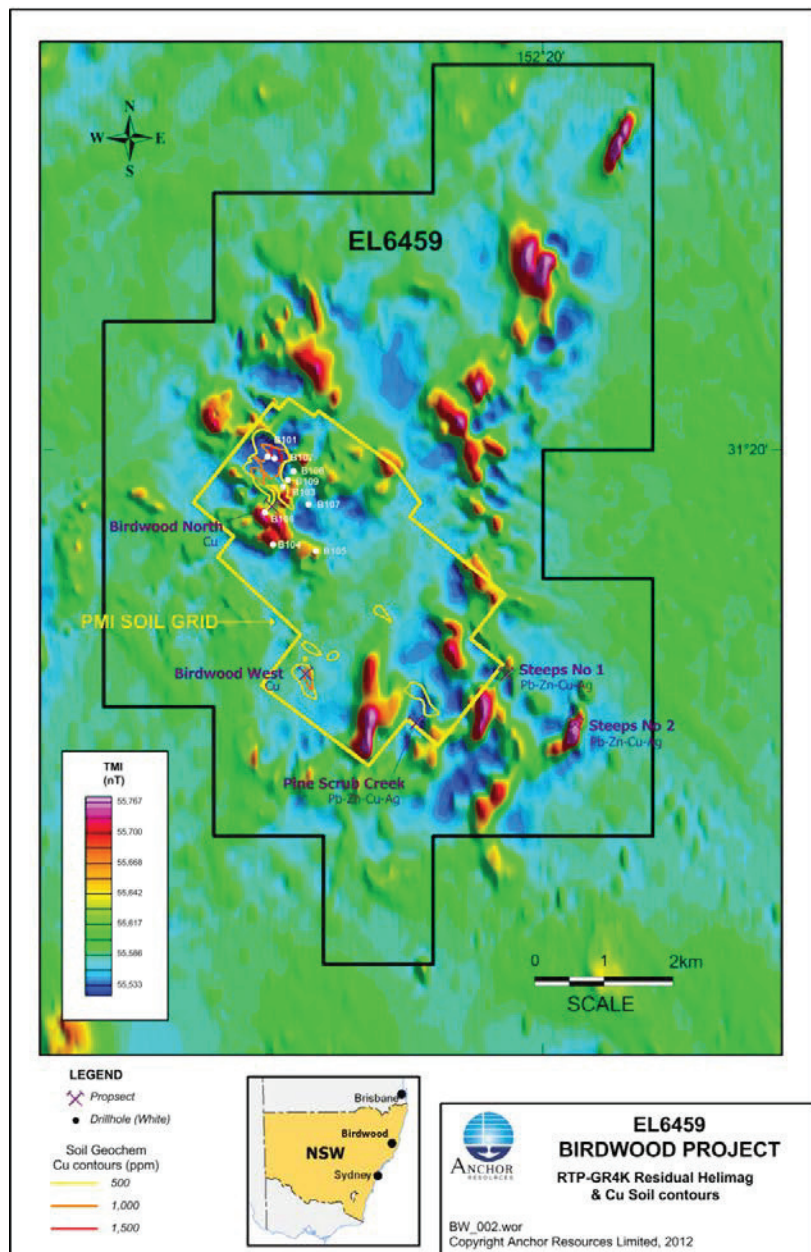 152°20'
N
W E
S
EL6459
31°20'
B101
B102
B106
B109
B103
B107
Birdwood North
Cu
B104
B105
PMI SOIL GRID
Birdwood West
Cu
Steeps No 1
Pb-Zn-Cu-Ag
Steeps No 2
Pb-Zn-Cu-Ag
Pine Scrub Creek
Pb-Zn-Cu-Ag
TMI
(nT)
55,767
55,700
55,668
55,642
55,617
55,586
55,533
0 1 2km
SCALE
LEGEND
Propsect
Drillhole (White)
Soil Geochem
Cu contours (ppm)
500
1,000
1,500
Brisbane
Birdwood
NSW
Sydney
ANCHOR
RESOURCES
EL6459
BIRDWOOD PROJECT
RTP-GR4K Residual Helimag
& Cu Soil contours
BW_002.wor
Copyright Anchor Resources Limited, 2012